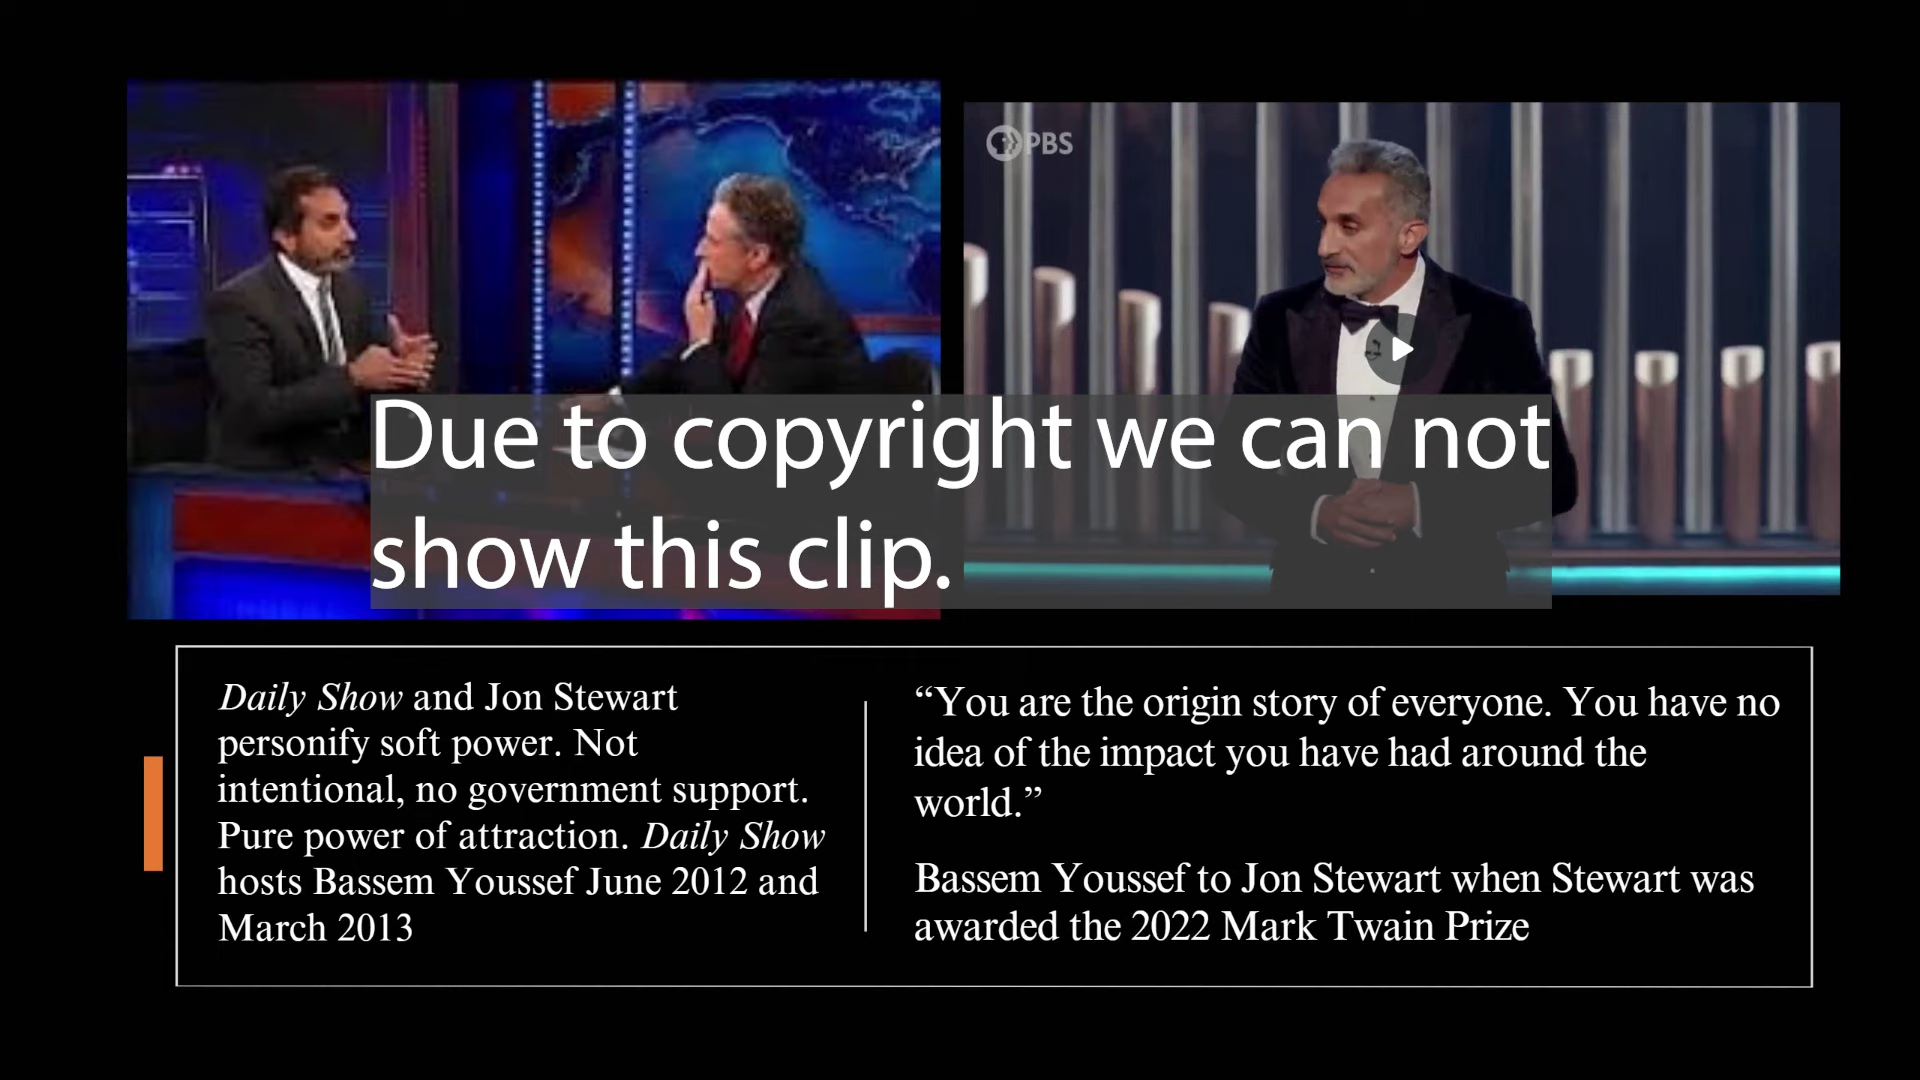 PBS
Due to copyright we can not
show this clip.
Daily Show and Jon Stewart
personify soft power. Not
intentional, no government support.
Pure power of attraction. Daily Show
hosts Bassem Youssef June 2012 and
March 2013
“You are the origin story of everyone. You have no
idea of the impact you have had around the
world.”
Bassem Youssef to Jon Stewart when Stewart was
awarded the 2022 Mark Twain Prize